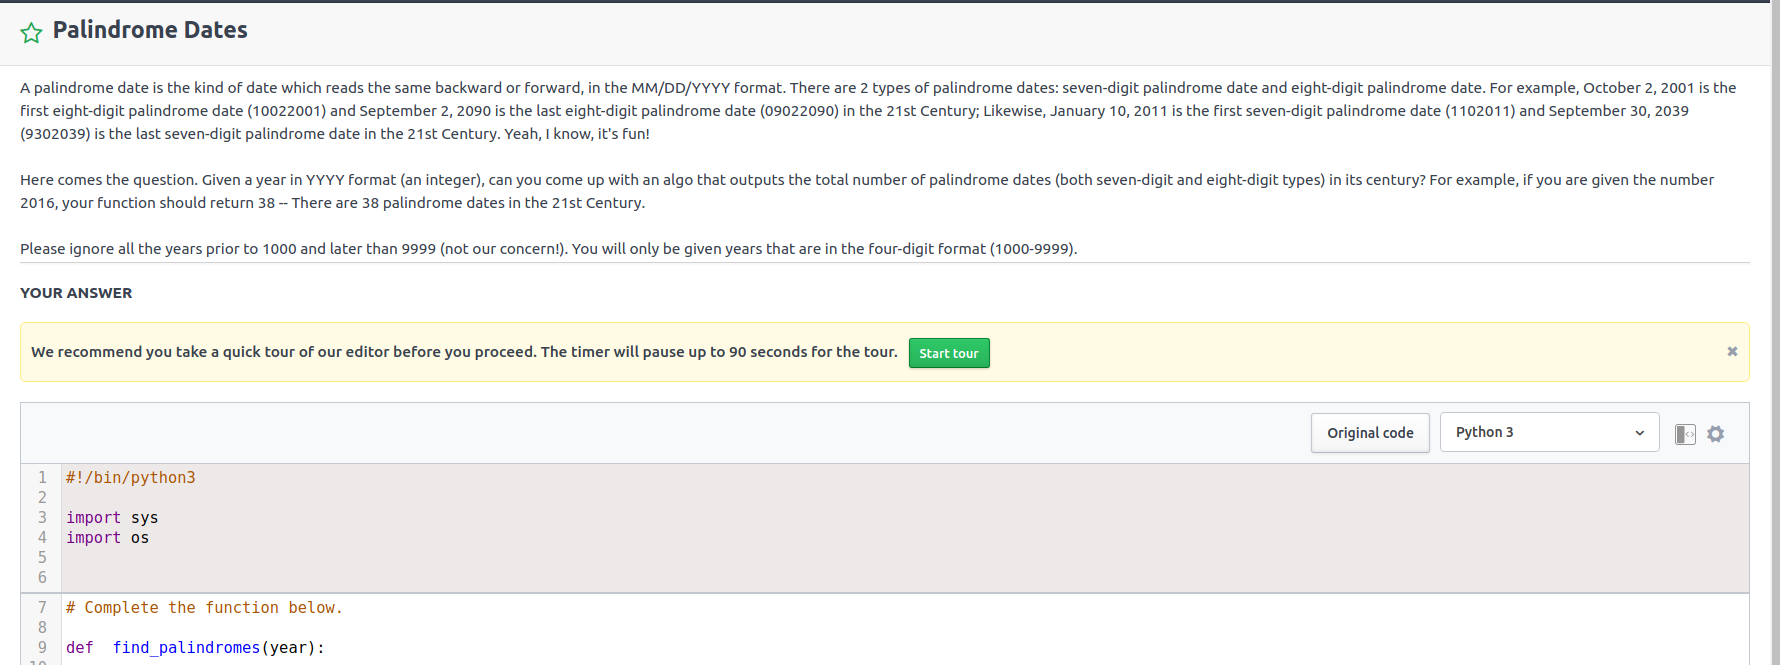 Palindrome Dates
A palindrome date is the kind of date which reads the same backward or forward, in the MM/DD/YYYY format. There are 2 types of palindrome dates: seven-digit palindrome date and eight-digit palindrome date. For example, October 2, 2001 is the
first eight-digit palindrome date (10022001) and September 2, 2090 is the last eight-digit palindrome date (09022090) in the 21st Century; Likewise, January 10, 2011 is the first seven-digit palindrome date (1102011) and September 30, 2039
(9302039) is the last seven-digit palindrome date in the 21st Century. Yeah, I know, it's fun!
Here comes the question. Given a year in YYYY format (an integer), can you come up with an algo that outputs the total number of palindrome dates (both seven-digit and eight-digit types) in its century? For example, if you are given the number
2016, your function should return 38 -- There are 38 palindrome dates in the 21st Century.
Please ignore all the years prior to 1000 and later than 9999 (not our concern!). You will only be given years that are in the four-digit format (1000-9999).
YOUR ANSWER
We recommend you take a quick tour of our editor before you proceed. The timer will pause up to 90 seconds for the tour. Start tour
Original code Python 3
1 #!/bin/python3
2
3 import sys
4 import os
5
6
7 # Complete the function below.
8
9 def  find_palindromes(year):
10